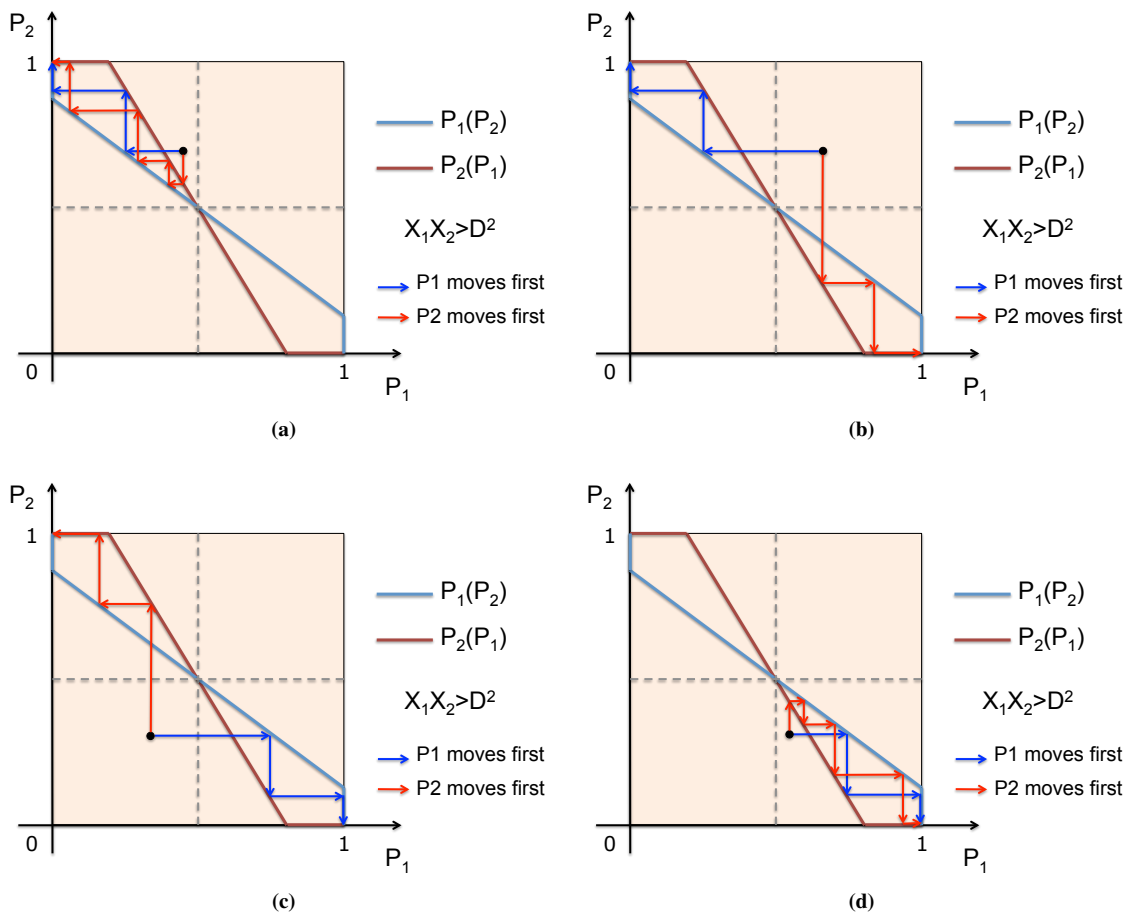 P₂
1
P₁(P₂)
P₂(P₁)
X₁X₂>D²
P1 moves first
P2 moves first
0
1
P₁
(a)
P₂
1
P₁(P₂)
P₂(P₁)
X₁X₂>D²
P1 moves first
P2 moves first
0
1
P₁
(b)
P₂
1
P₁(P₂)
P₂(P₁)
X₁X₂>D²
P1 moves first
P2 moves first
0
1
P₁
(c)
P₂
1
P₁(P₂)
P₂(P₁)
X₁X₂>D²
P1 moves first
P2 moves first
0
1
P₁
(d)